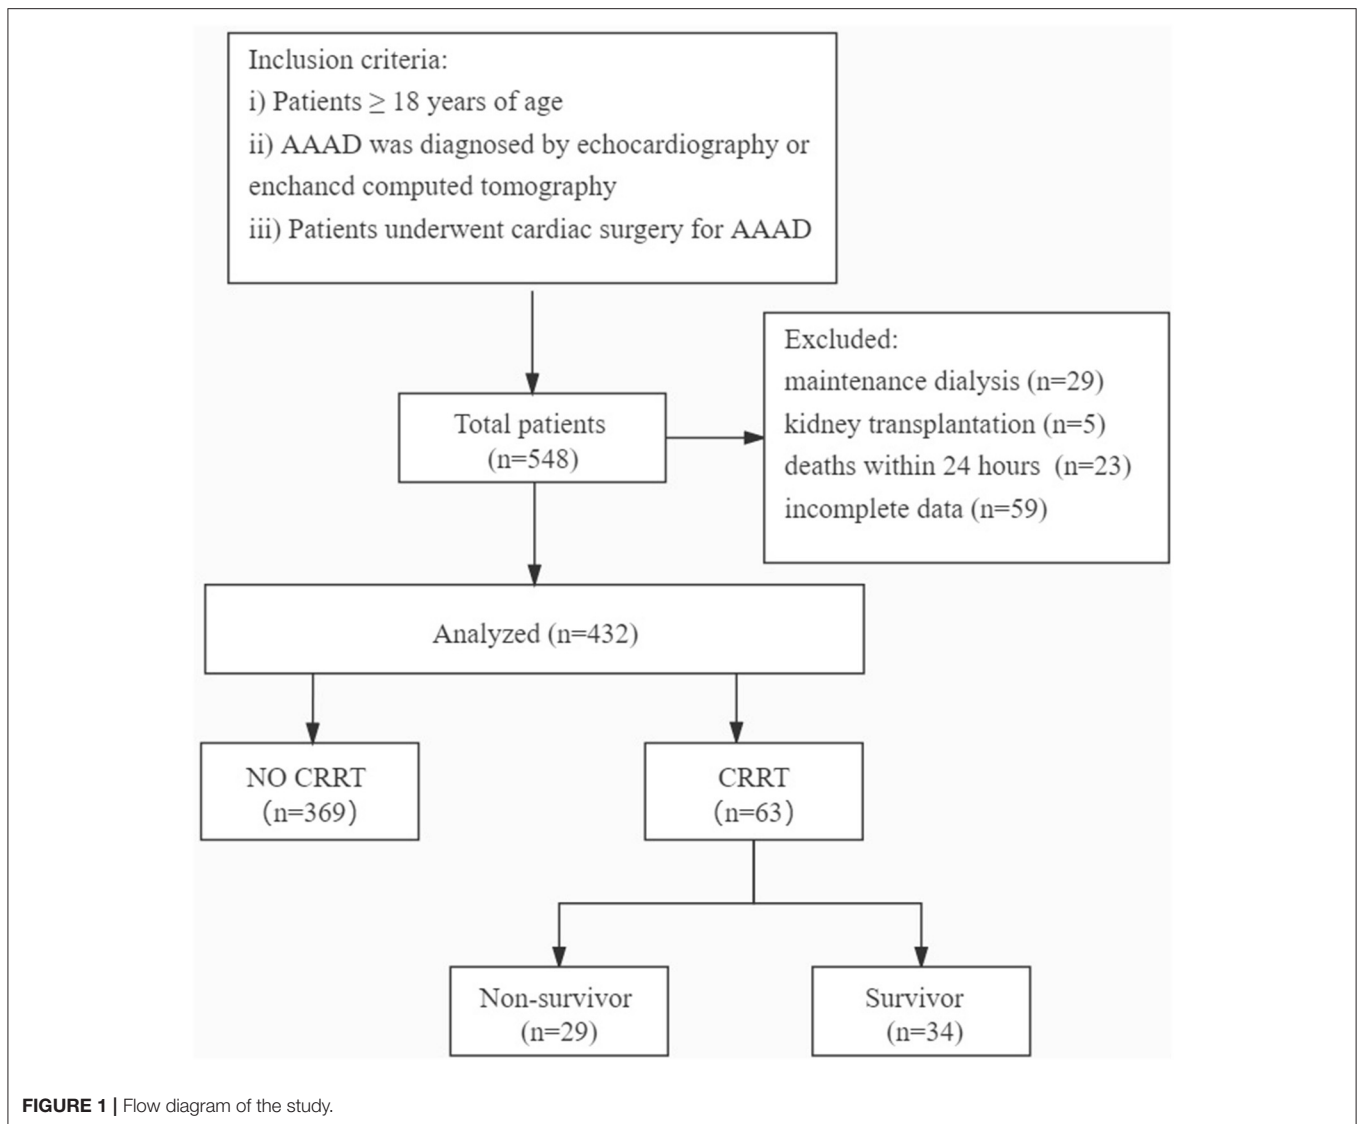 Inclusion criteria:
i) Patients ≥ 18 years of age
ii) AAAD was diagnosed by echocardiography or
enchancd computed tomography
iii) Patients underwent cardiac surgery for AAAD
Excluded:
maintenance dialysis (n=29)
kidney transplantation (n=5)
deaths within 24 hours (n=23)
incomplete data (n=59)
Total patients
(n=548)
Analyzed (n=432)
NO CRRT
(n=369)
CRRT
(n=63)
Non-survivor
(n=29)
Survivor
(n=34)
FIGURE 1 | Flow diagram of the study.